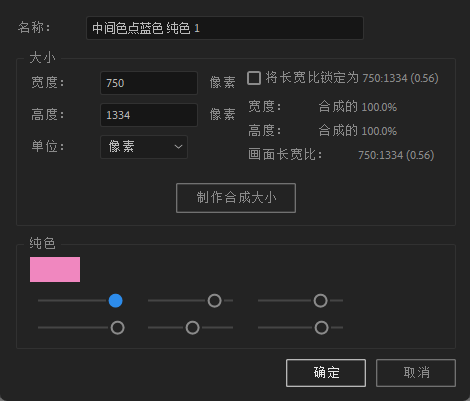 名称： 中间色点蓝色 纯色 1
大小
宽度： 750 像素 将长宽比锁定为 750:1334 (0.56)
高度： 1334 像素 宽度： 合成的 100.0%
高度： 合成的 100.0%
单位： 像素 画面长宽比： 750:1334 (0.56)
制作合成大小
纯色
确定 取消